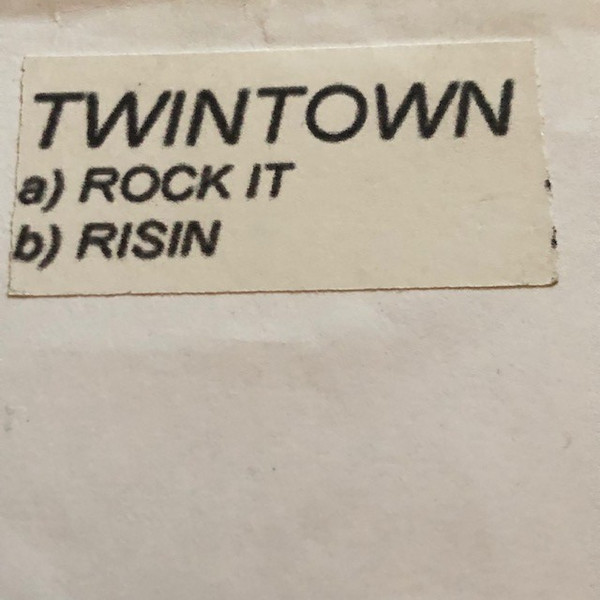 TWINTOWN
a) ROCK IT
b) RISIN